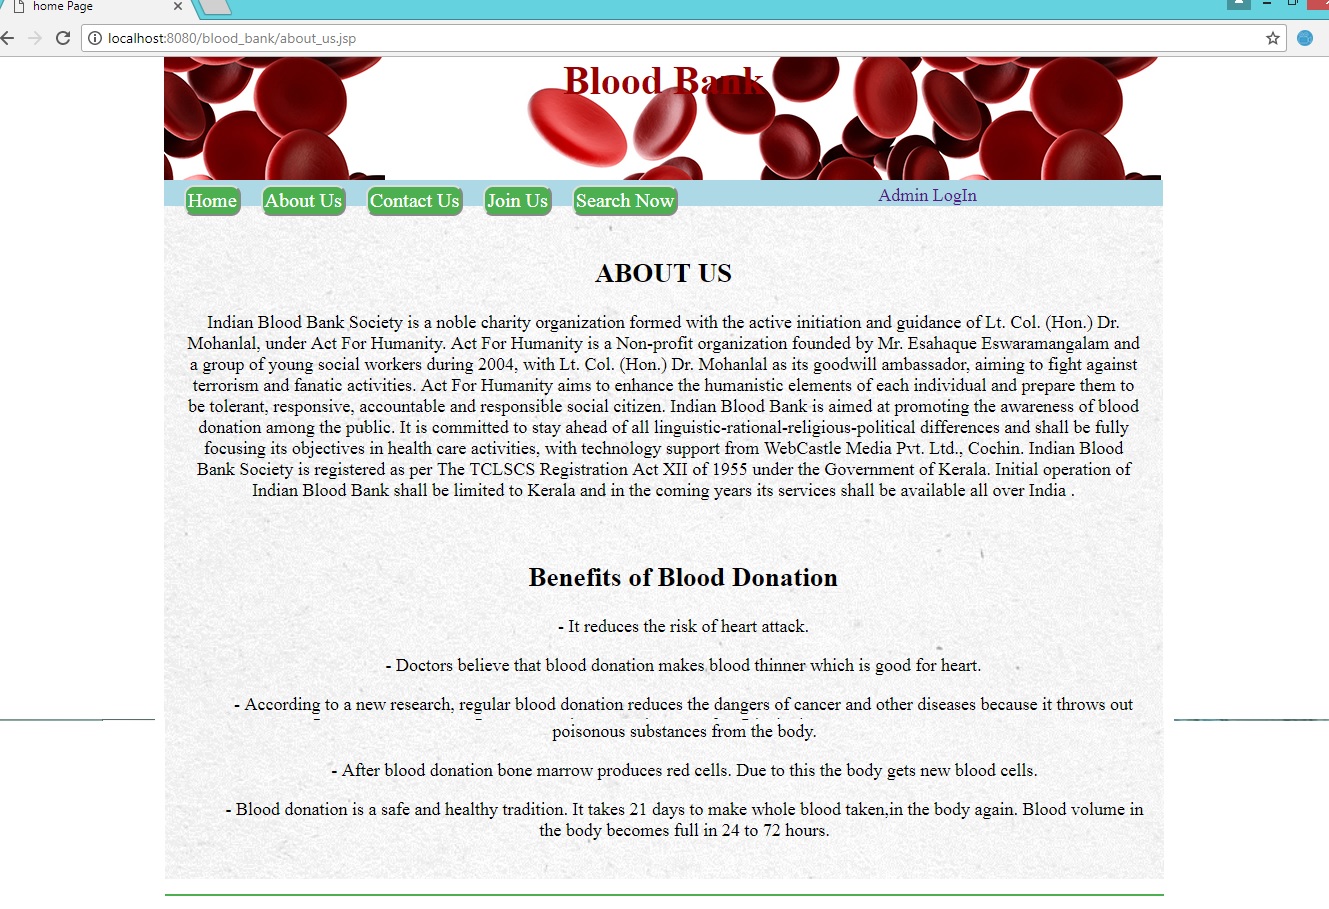 home Page
localhost:8080/blood_bank/about_us.jsp
Blood Bank
Home About Us Contact Us Join Us Search Now Admin LogIn
ABOUT US
Indian Blood Bank Society is a noble charity organization formed with the active initiation and guidance of Lt. Col. (Hon.) Dr.
Mohanlal, under Act For Humanity. Act For Humanity is a Non-profit organization founded by Mr. Esahaque Eswaramangalam and
a group of young social workers during 2004, with Lt. Col. (Hon.) Dr. Mohanlal as its goodwill ambassador, aiming to fight against
terrorism and fanatic activities. Act For Humanity aims to enhance the humanistic elements of each individual and prepare them to
be tolerant, responsive, accountable and responsible social citizen. Indian Blood Bank is aimed at promoting the awareness of blood
donation among the public. It is committed to stay ahead of all linguistic-rational-religious-political differences and shall be fully
focusing its objectives in health care activities, with technology support from WebCastle Media Pvt. Ltd., Cochin. Indian Blood
Bank Society is registered as per The TCLSCS Registration Act XII of 1955 under the Government of Kerala. Initial operation of
Indian Blood Bank shall be limited to Kerala and in the coming years its services shall be available all over India .
Benefits of Blood Donation
- It reduces the risk of heart attack.
- Doctors believe that blood donation makes blood thinner which is good for heart.
- According to a new research, regular blood donation reduces the dangers of cancer and other diseases because it throws out
poisonous substances from the body.
- After blood donation bone marrow produces red cells. Due to this the body gets new blood cells.
- Blood donation is a safe and healthy tradition. It takes 21 days to make whole blood taken,in the body again. Blood volume in
the body becomes full in 24 to 72 hours.